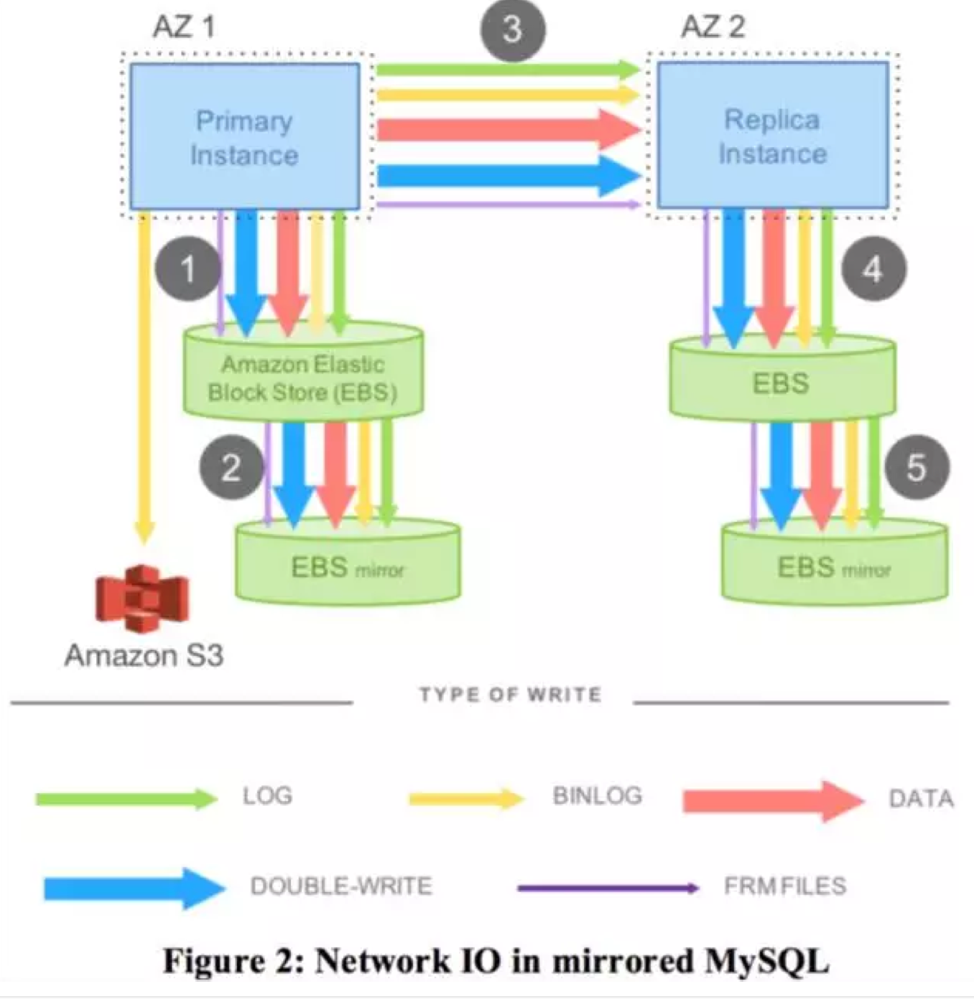 AZ 1
3
AZ 2
Primary
Instance
Replica
Instance
1
4
Amazon Elastic
Block Store (EBS)
EBS
2
5
EBS mirror
EBS mirror
Amazon S3
TYPE OF WRITE
LOG
BINLOG
DATA
DOUBLE-WRITE
FRM FILES
Figure 2: Network IO in mirrored MySQL